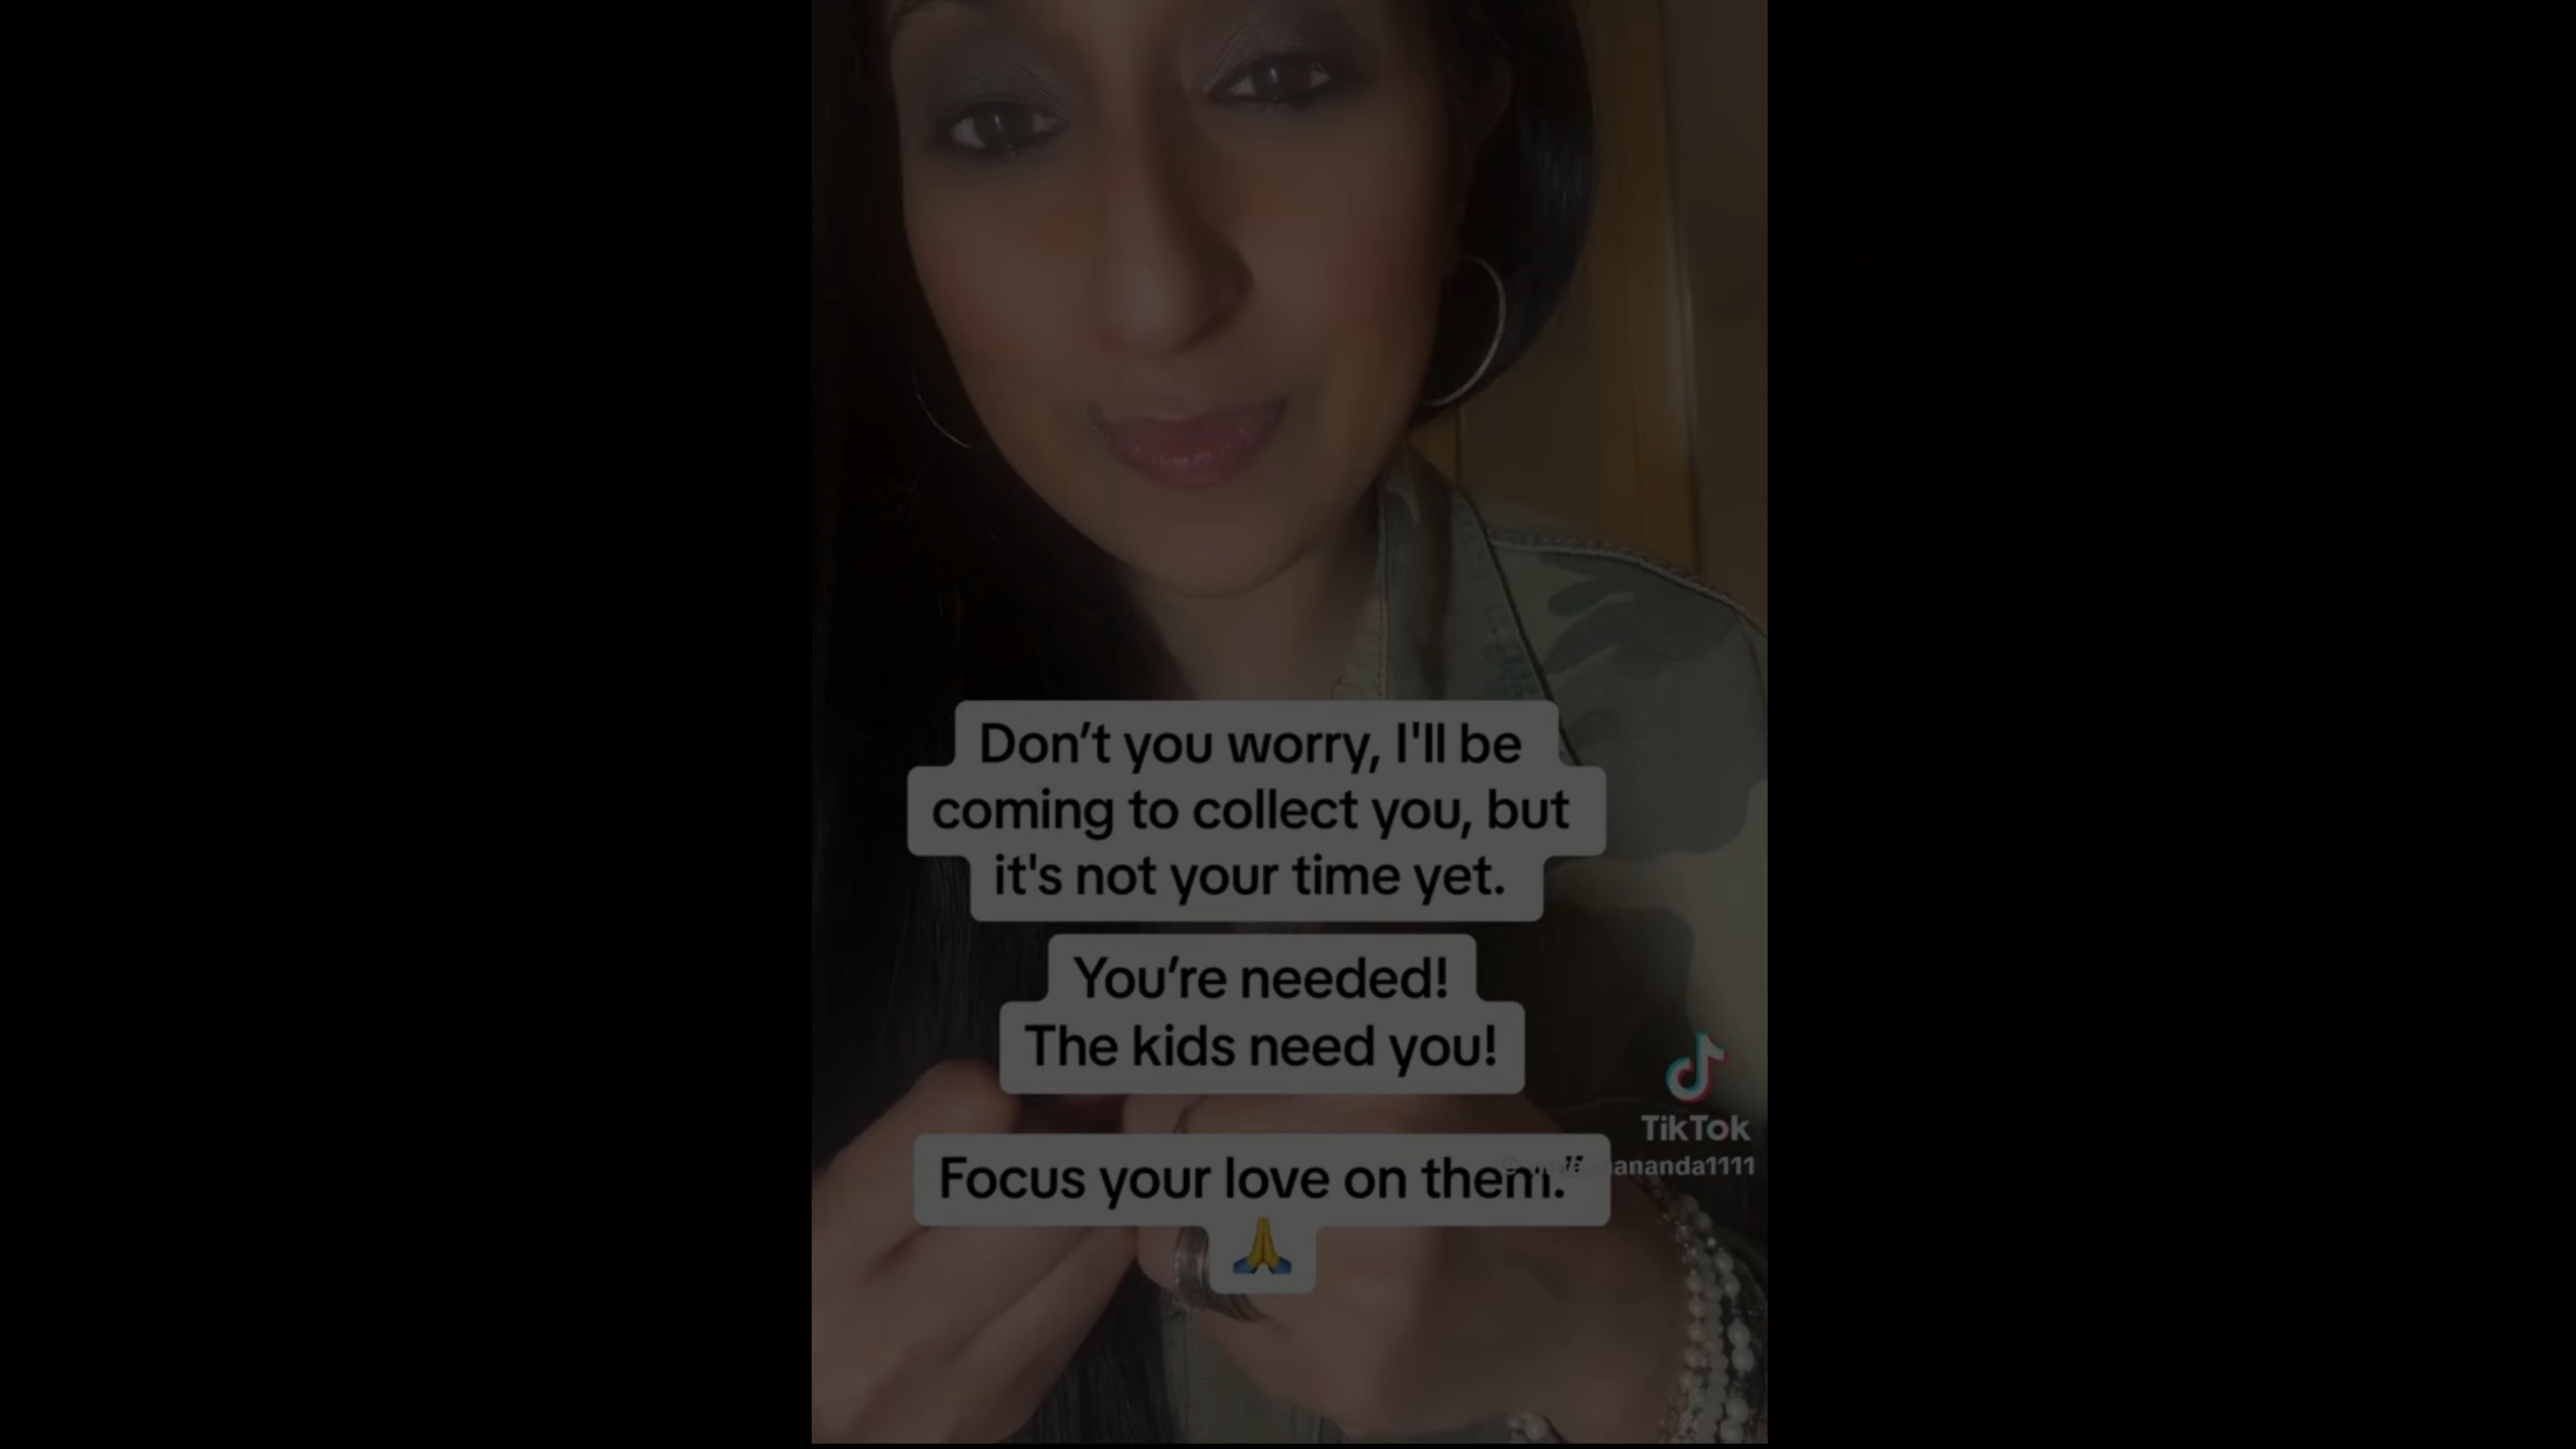 Don’t you worry, I'll be
coming to collect you, but
it's not your time yet.
You’re needed!
The kids need you!
Focus your love on them.”
🙏
TikTok